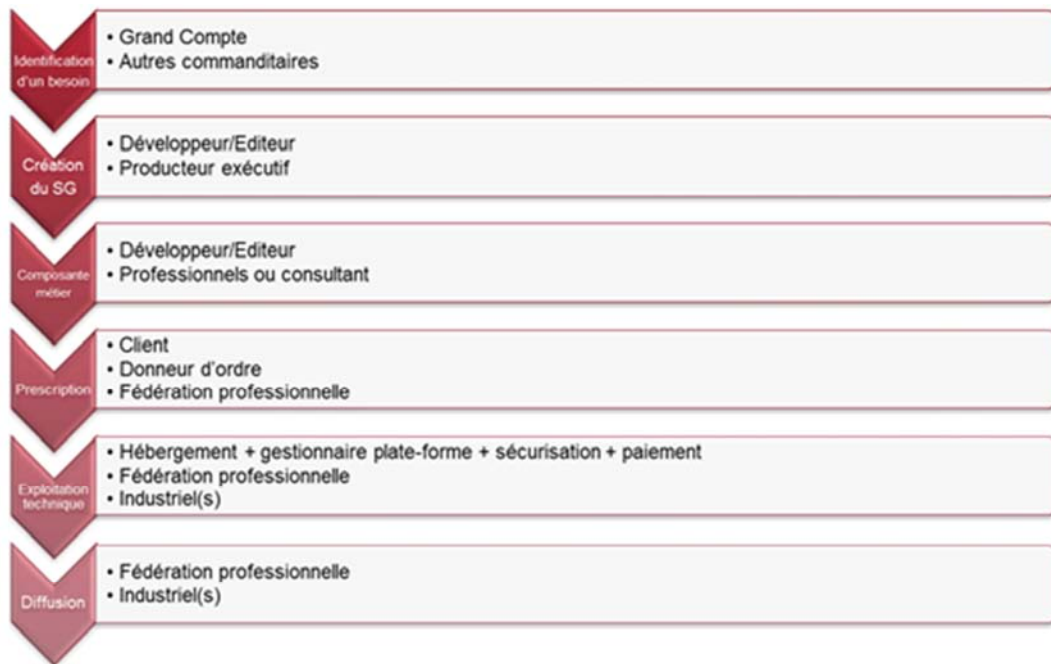 Identification
d'un besoin
• Grand Compte
• Autres commanditaires
Création
du SG
• Développeur/Editeur
• Producteur exécutif
Composante
métier
• Développeur/Editeur
• Professionnels ou consultant
Prescription
• Client
• Donneur d'ordre
• Fédération professionnelle
Exploitation
technique
• Hébergement + gestionnaire plate-forme + sécurisation + paiement
• Fédération professionnelle
• Industriel(s)
Diffusion
• Fédération professionnelle
• Industriel(s)